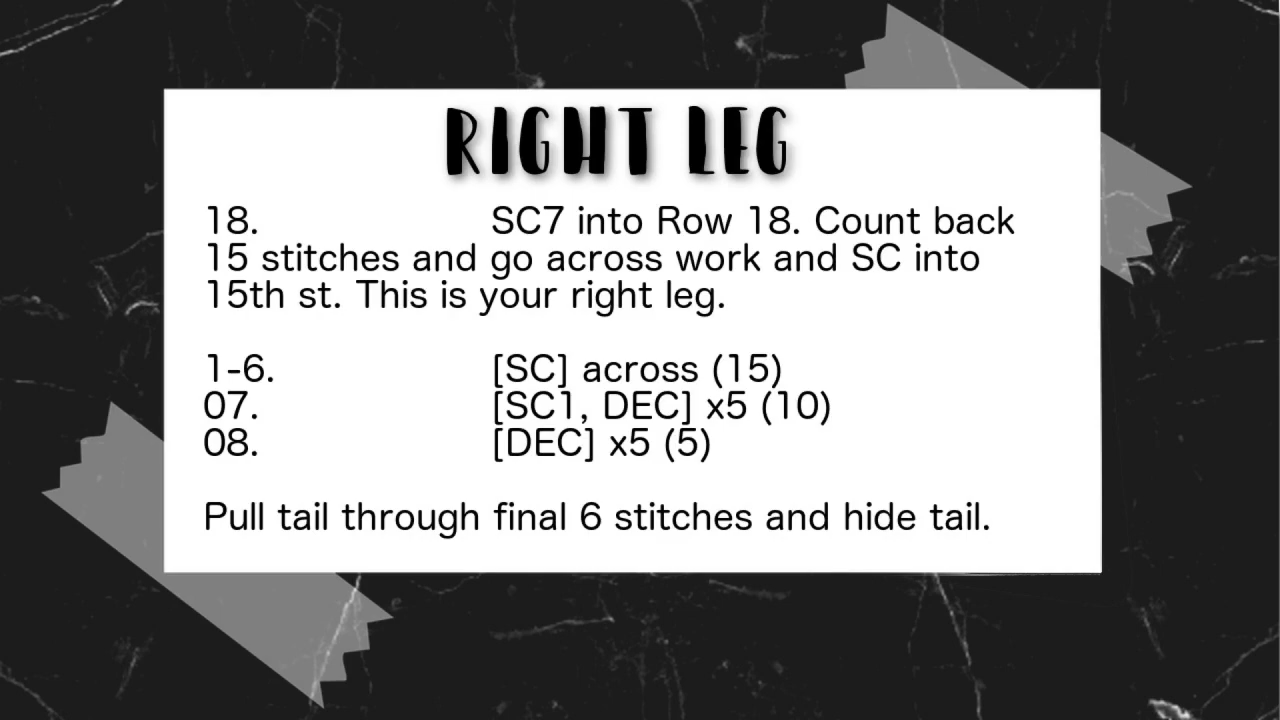 RIGHT LEG
18. SC7 into Row 18. Count back
15 stitches and go across work and SC into
15th st. This is your right leg.
1-6. [SC] across (15)
07. [SC1, DEC] x5 (10)
08. [DEC] x5 (5)
Pull tail through final 6 stitches and hide tail.